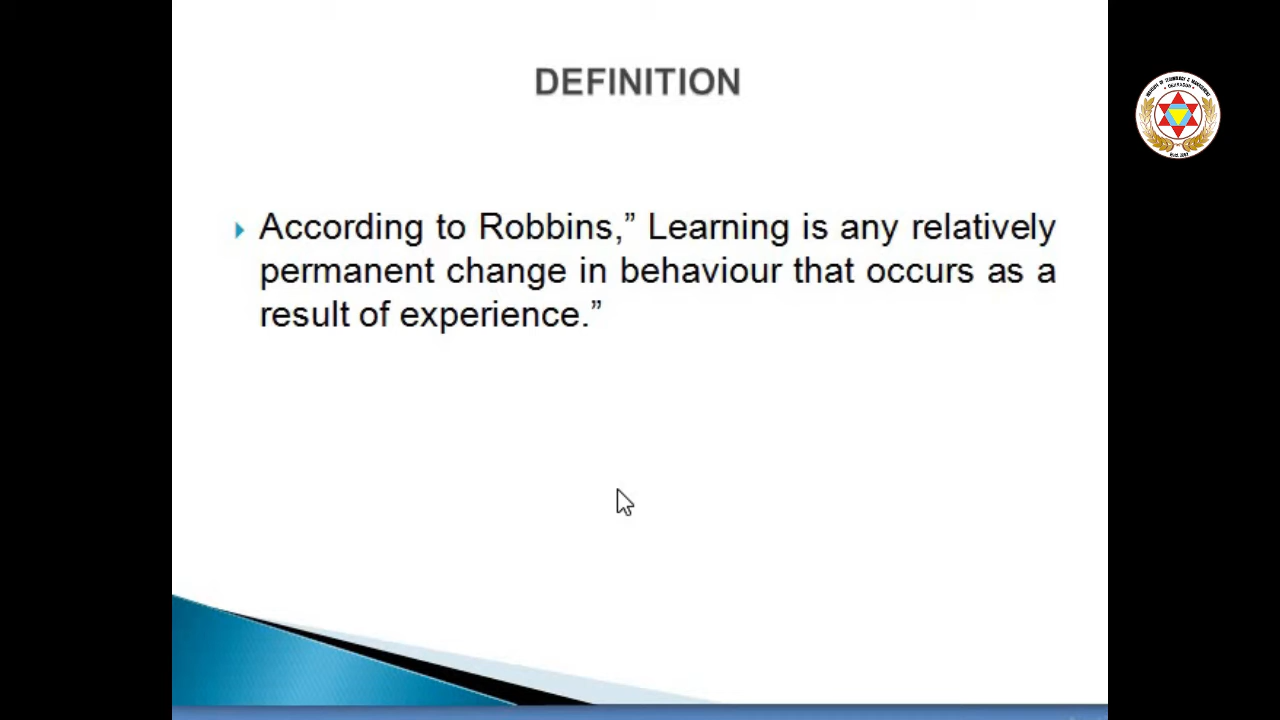 DEFINITION
According to Robbins,” Learning is any relatively
permanent change in behaviour that occurs as a
result of experience.”